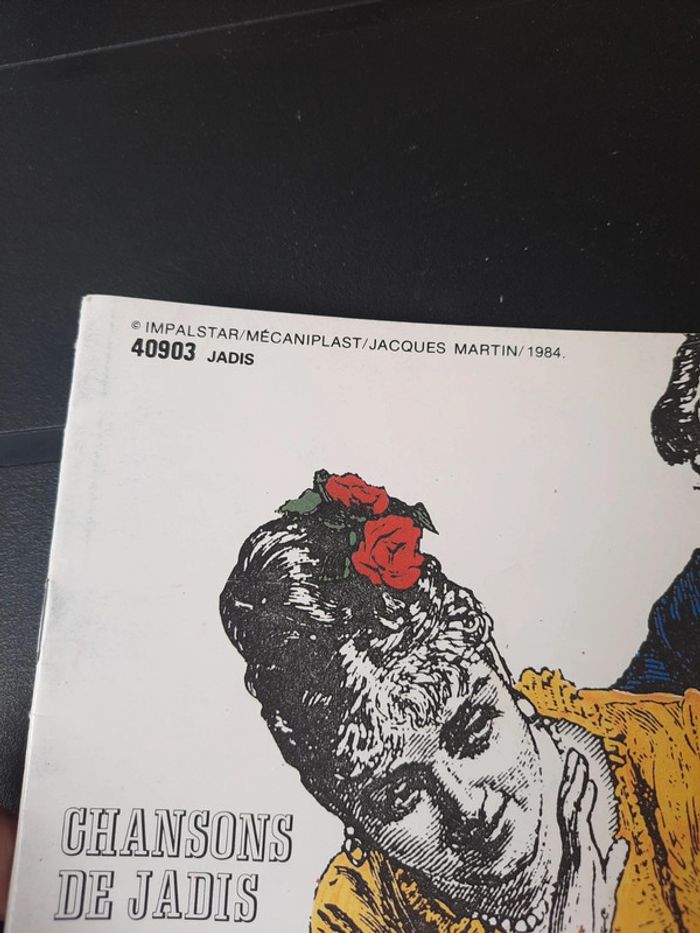 © IMPALSTAR/MÉCANIPLAST/JACQUES MARTIN/1984.
40903 JADIS
CHANSONS
DE JADIS